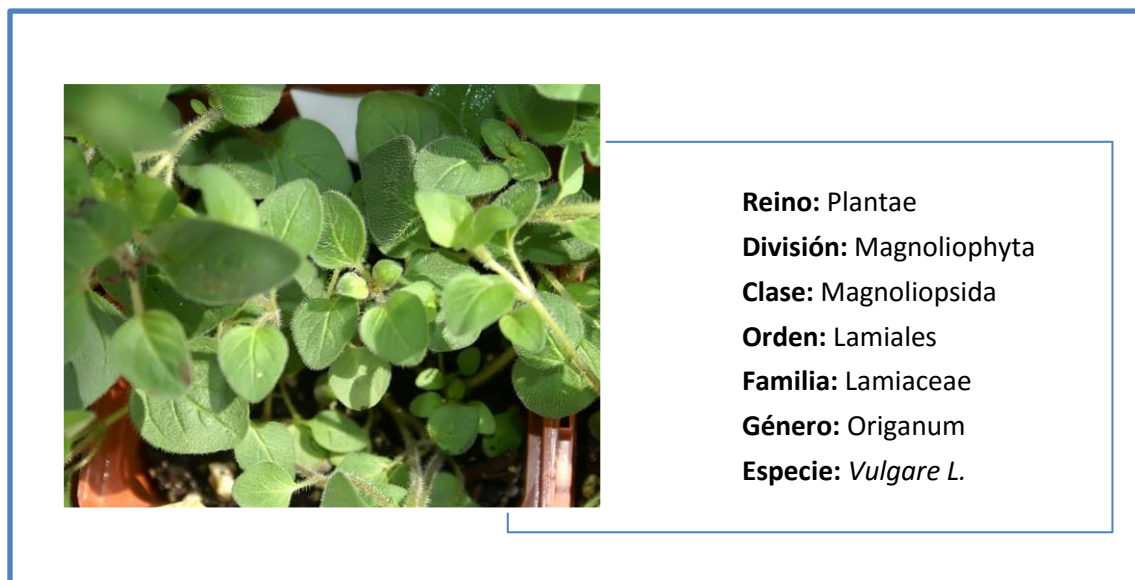 Reino: Plantae
División: Magnoliophyta
Clase: Magnoliopsida
Orden: Lamiales
Familia: Lamiaceae
Género: Origanum
Especie: Vulgare L.